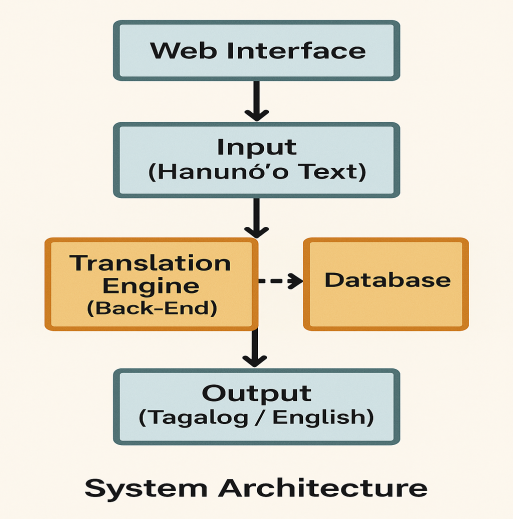 Web Interface
Input
(Hanunó'o Text)
Translation
Engine
(Back-End)
Database
Output
(Tagalog / English)
System Architecture